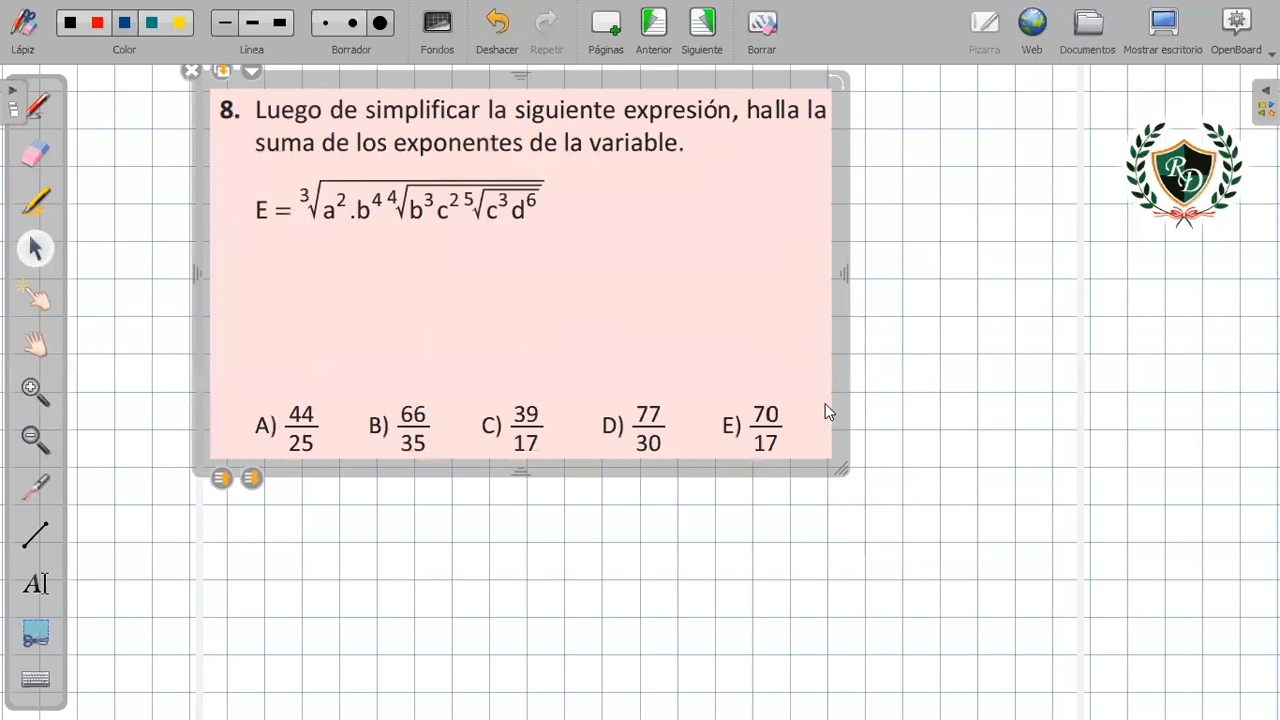 Lápiz Color Línea Borrador Fondos Deshacer Repetir Páginas Anterior Siguiente Borrar Pizarra Web Documentos Mostrar escritorio OpenBoard
8. Luego de simplificar la siguiente expresión, halla la
suma de los exponentes de la variable.
E = ∛(a².b⁴ ∜(b³c² ⁵√(c³d⁶)))
A) 44/25 B) 66/35 C) 39/17 D) 77/30 E) 70/17
RD
A